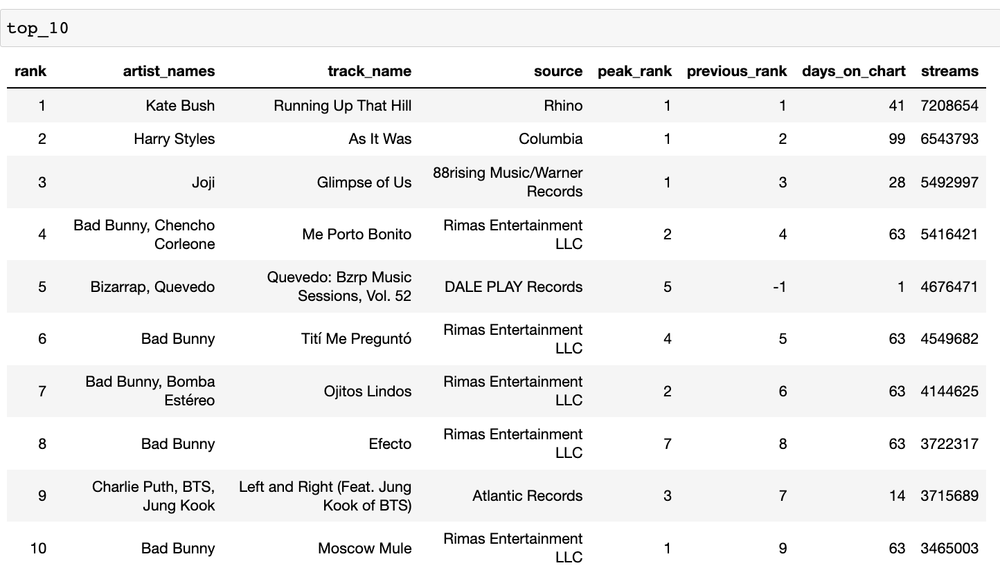 top_10
rank artist_names track_name source peak_rank previous_rank days_on_chart streams
1 Kate Bush Running Up That Hill Rhino 1 1 41 7208654
2 Harry Styles As It Was Columbia 1 2 99 6543793
3 Joji Glimpse of Us 88rising Music/Warner Records 1 3 28 5492997
4 Bad Bunny, Chencho Corleone Me Porto Bonito Rimas Entertainment LLC 2 4 63 5416421
5 Bizarrap, Quevedo Quevedo: Bzrp Music Sessions, Vol. 52 DALE PLAY Records 5 -1 1 4676471
6 Bad Bunny Tití Me Preguntó Rimas Entertainment LLC 4 5 63 4549682
7 Bad Bunny, Bomba Estéreo Ojitos Lindos Rimas Entertainment LLC 2 6 63 4144625
8 Bad Bunny Efecto Rimas Entertainment LLC 7 8 63 3722317
9 Charlie Puth, BTS, Jung Kook Left and Right (Feat. Jung Kook of BTS) Atlantic Records 3 7 14 3715689
10 Bad Bunny Moscow Mule Rimas Entertainment LLC 1 9 63 3465003